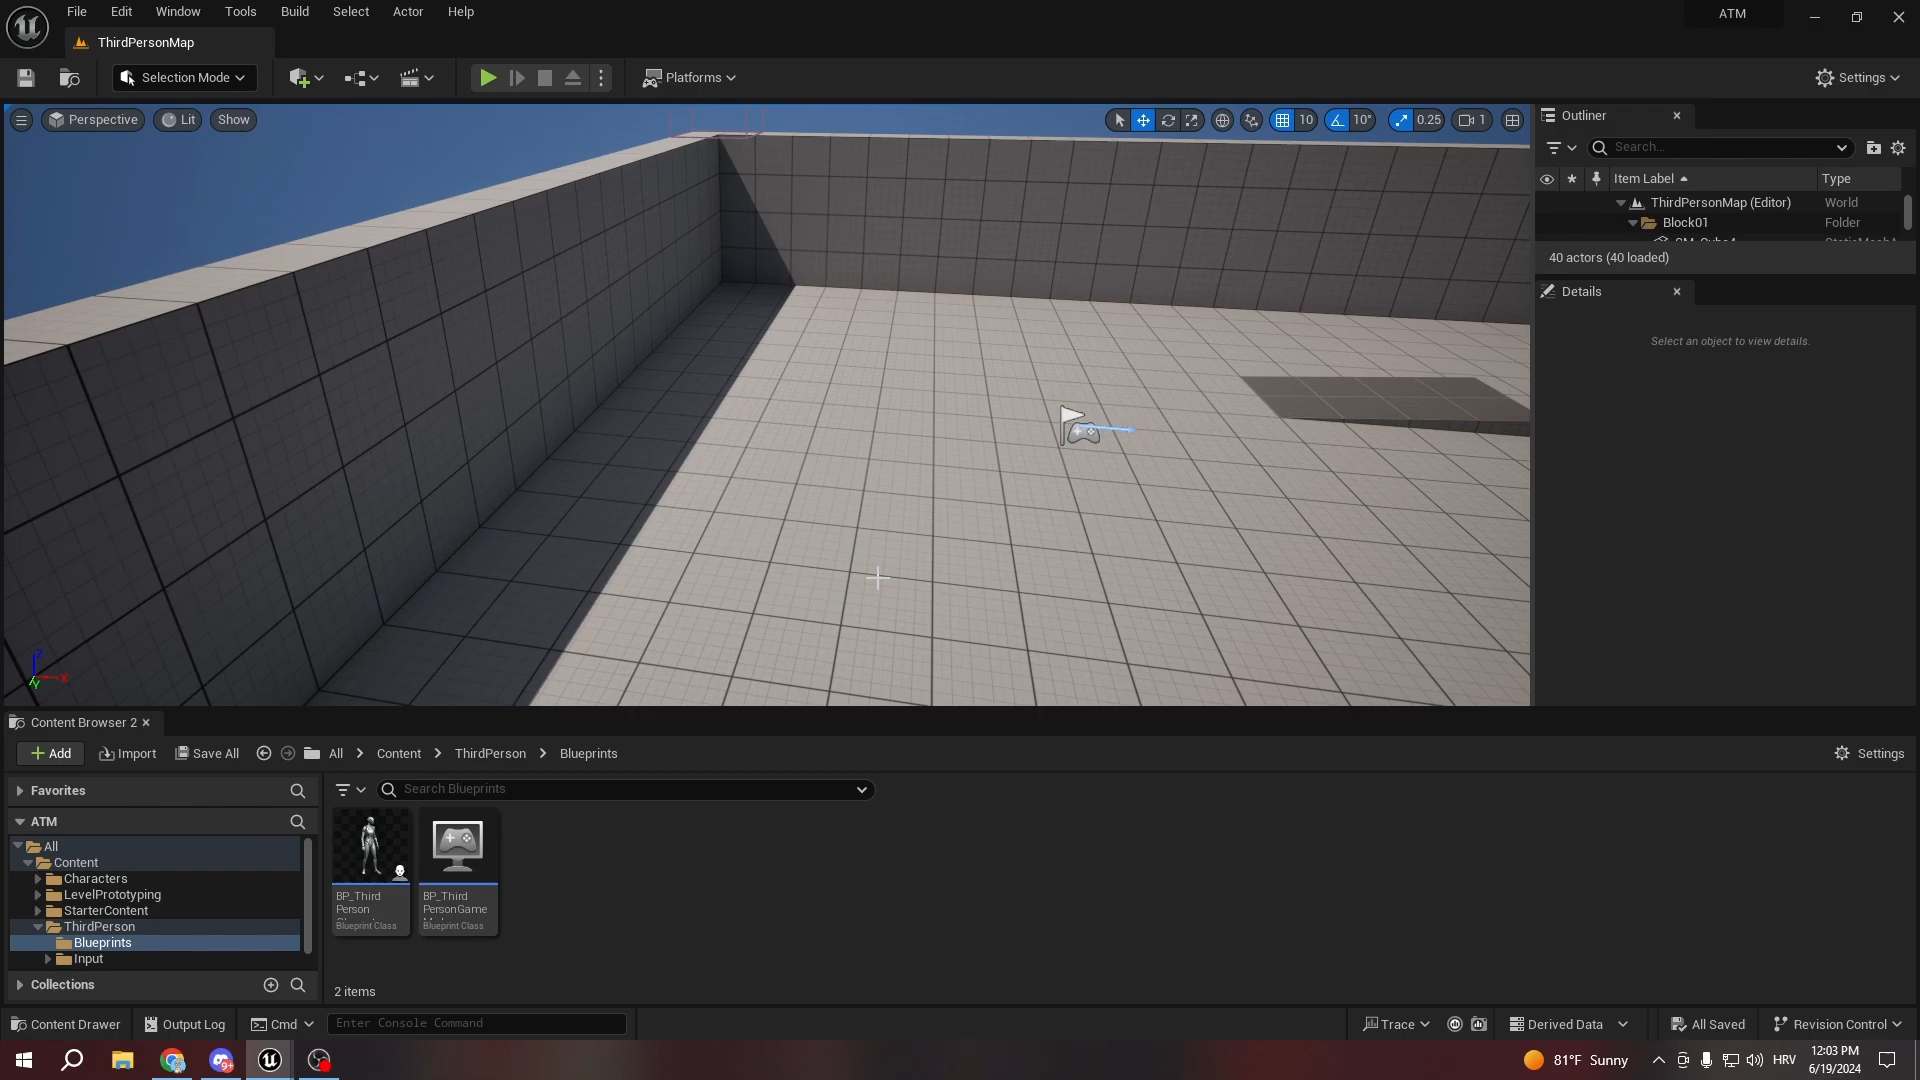 File Edit Window Tools Build Select Actor Help
ATM
ThirdPersonMap
Selection Mode
Platforms
Settings
Perspective Lit Show
10 10° 0.25 1
Outliner
Search...
Item Label Type
ThirdPersonMap (Editor) World
Block01 Folder
40 actors (40 loaded)
Details
Select an object to view details.
Z
X
Y
Content Browser 2
Add Import Save All All Content ThirdPerson Blueprints Settings
Favorites
Search Blueprints
ATM
All
Content
Characters
LevelPrototyping
StarterContent
ThirdPerson
Blueprints
Input
Collections
BP_Third
Person
Blueprint Class
BP_Third
PersonGame
Blueprint Class
2 items
Content Drawer Output Log Cmd Enter Console Command Trace Derived Data All Saved Revision Control
9+ 81°F Sunny HRV
12:03 PM
6/19/2024